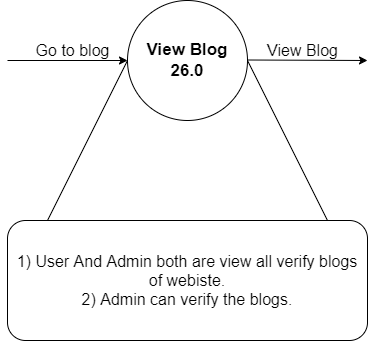 Go to blog
View Blog
26.0
View Blog
1) User And Admin both are view all verify blogs
of webiste.
2) Admin can verify the blogs.